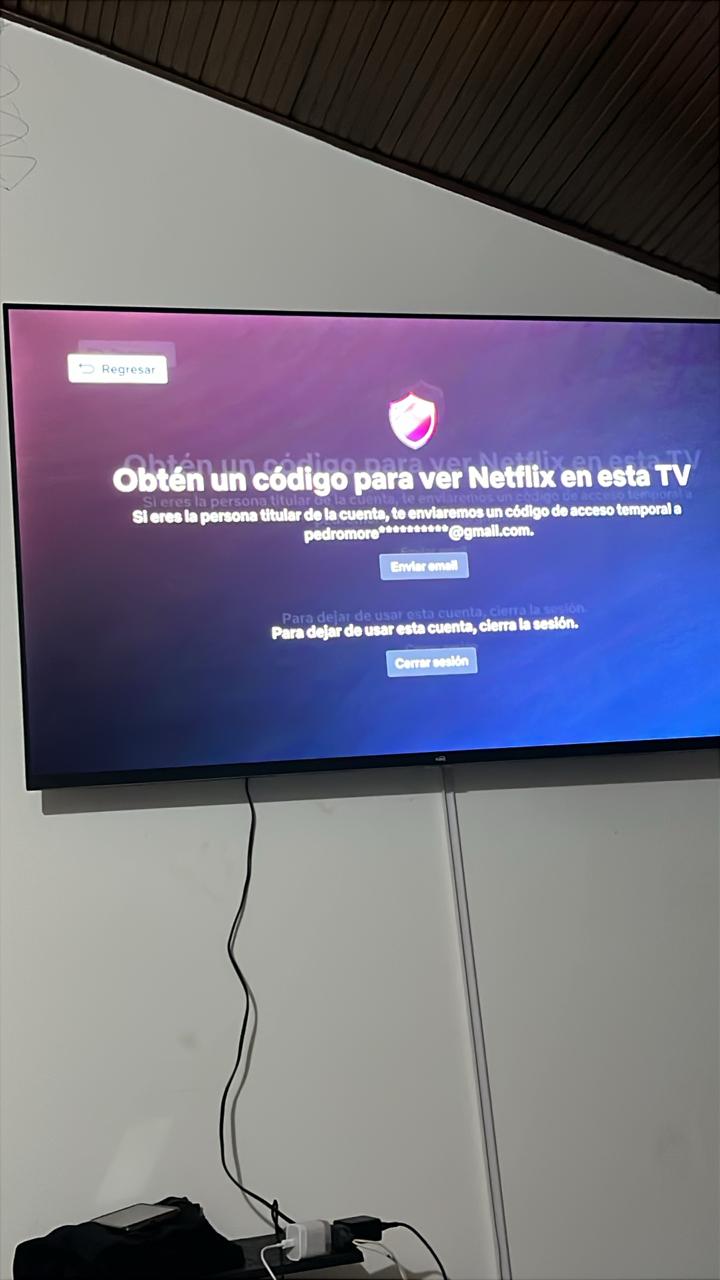 Regresar
Obtén un código para ver Netflix en esta TV
Si eres la persona titular de la cuenta, te enviaremos un código de acceso temporal a
pedromore**********@gmail.com.
Enviar email
Para dejar de usar esta cuenta, cierra la sesión.
Cerrar sesión